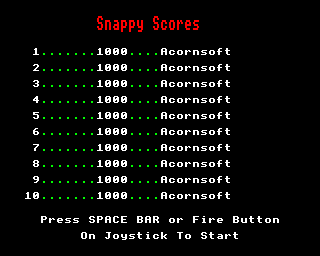 Snappy Scores
1.......1000....Acornsoft
2.......1000....Acornsoft
3.......1000....Acornsoft
4.......1000....Acornsoft
5.......1000....Acornsoft
6.......1000....Acornsoft
7.......1000....Acornsoft
8.......1000....Acornsoft
9.......1000....Acornsoft
10.......1000....Acornsoft
Press SPACE BAR or Fire Button
On Joystick To Start